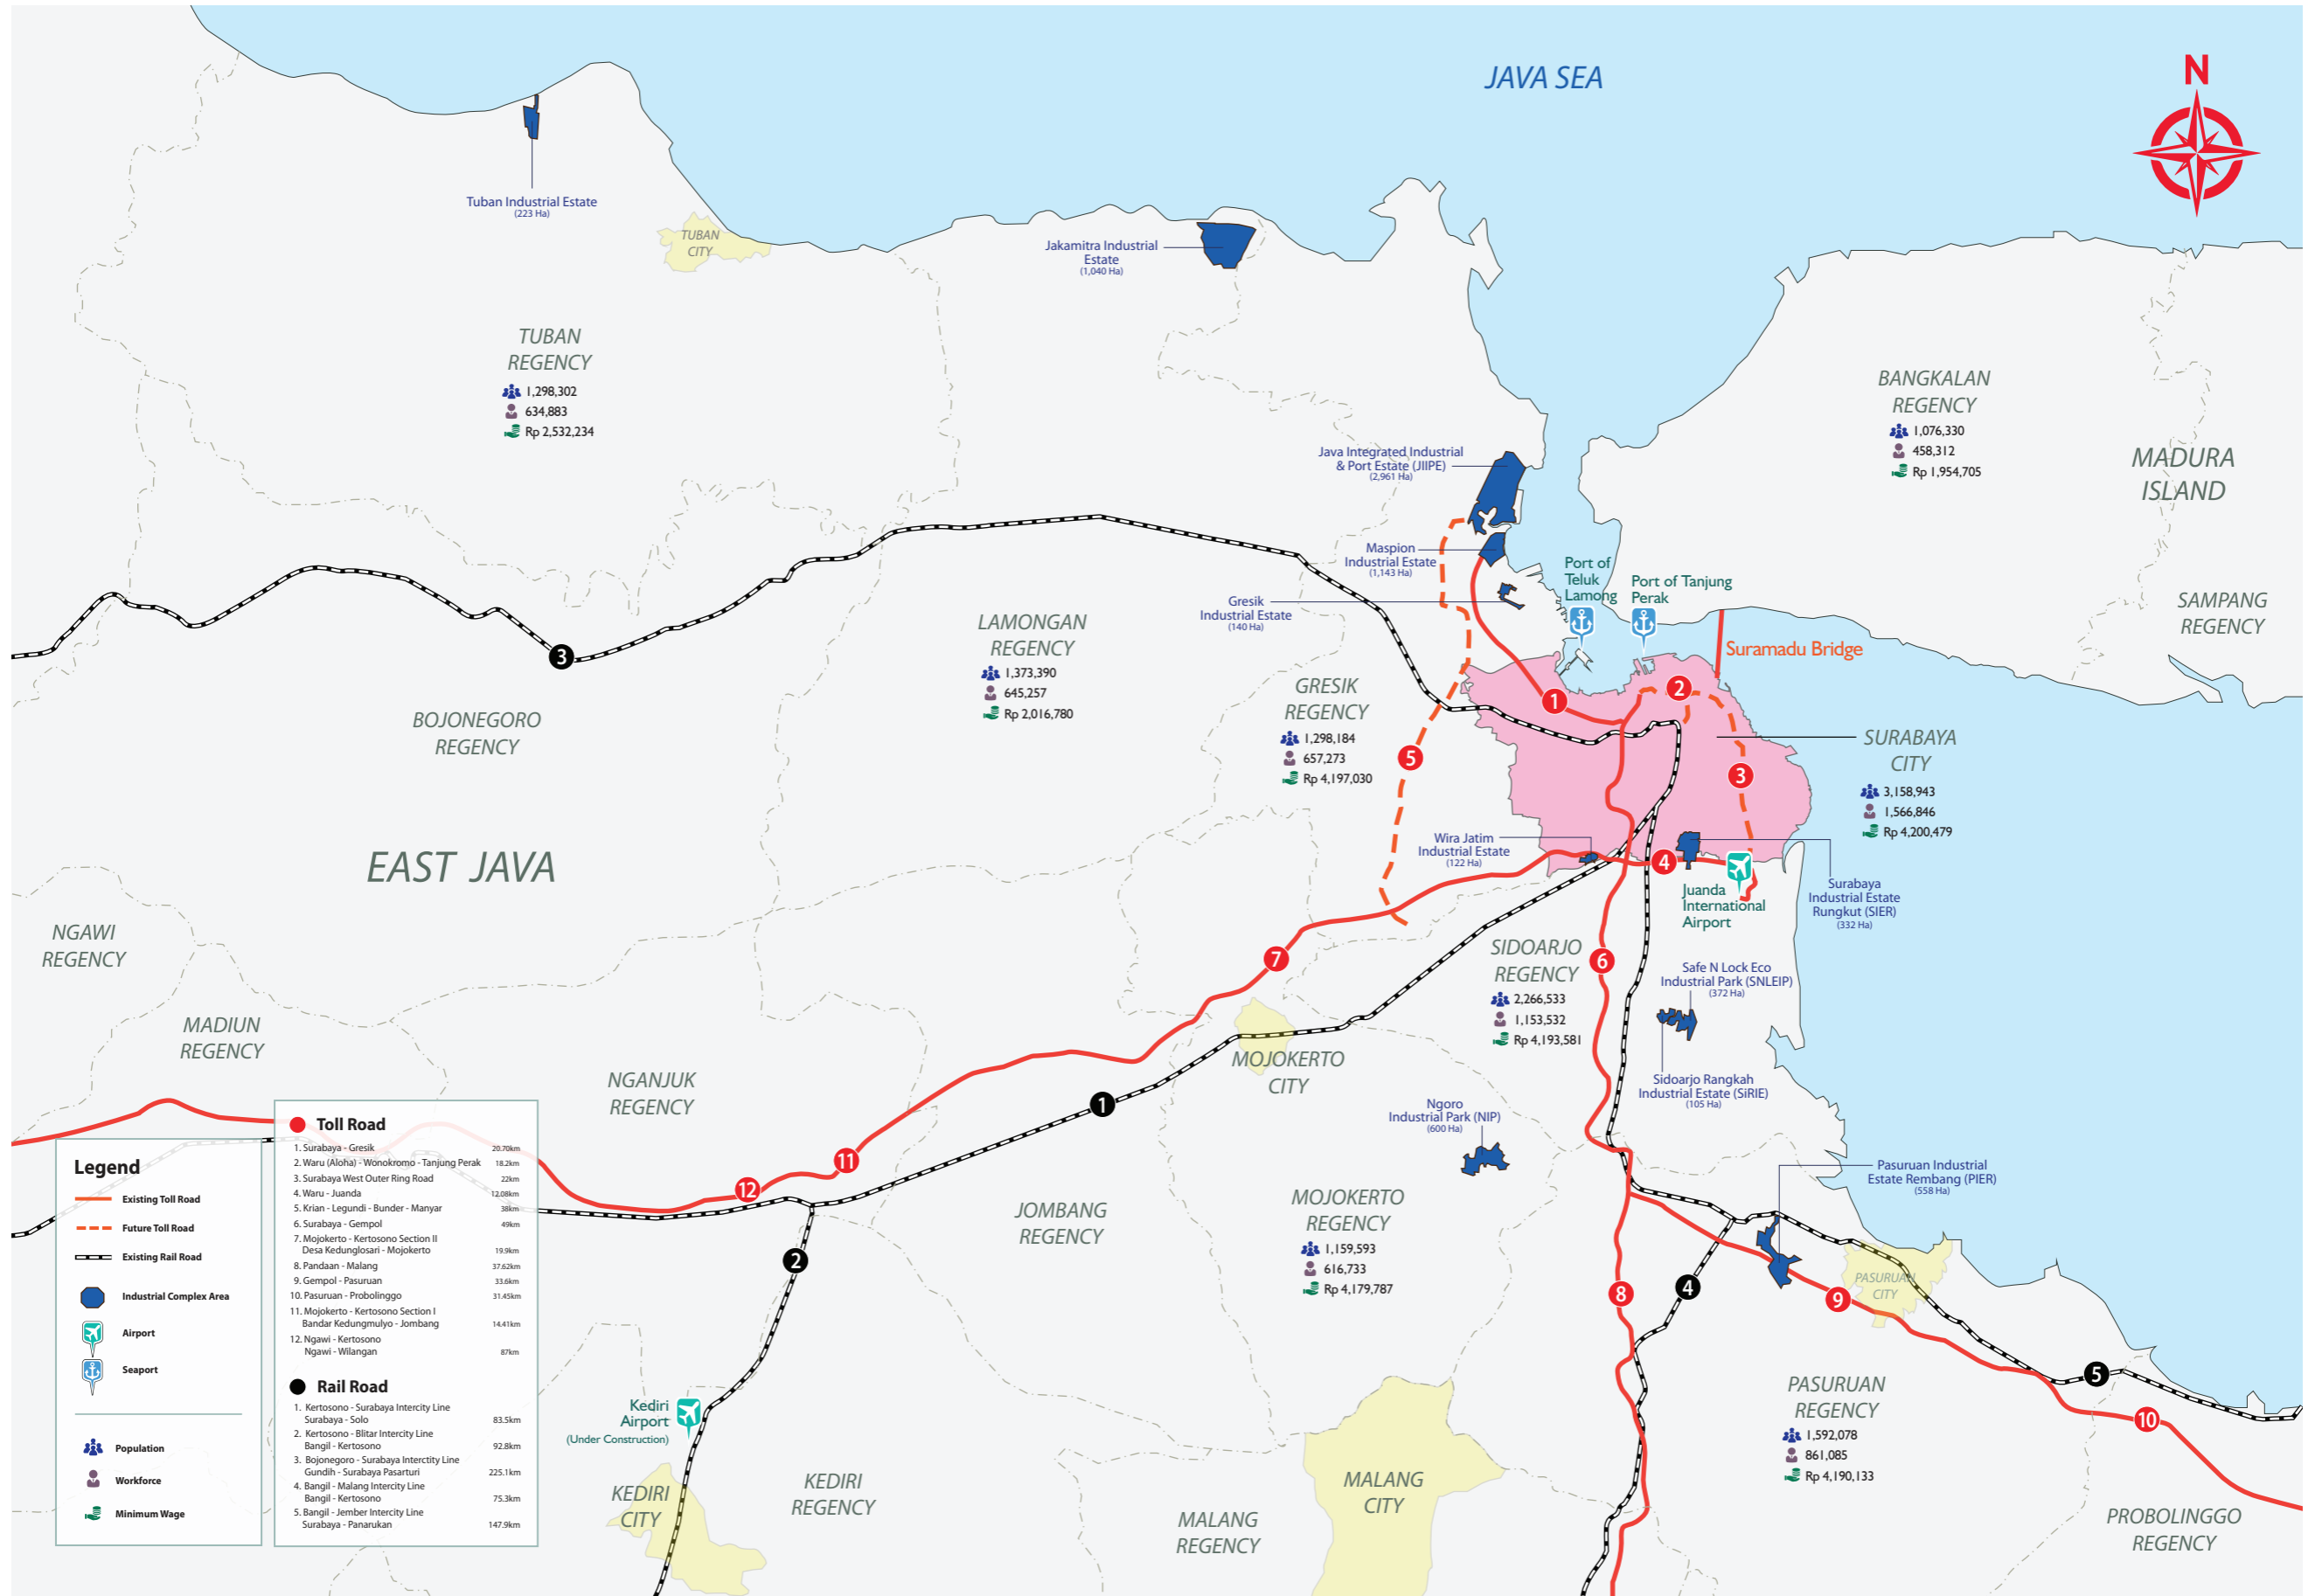 JAVA SEA
N
Tuban Industrial Estate
(223 Ha)
TUBAN
CITY
Jakamitra Industrial
Estate
(1,040 Ha)
TUBAN
REGENCY
1,298,302
634,883
Rp 2,532,234
BANGKALAN
REGENCY
1,076,330
458,312
Rp 1,954,705
MADURA
ISLAND
Java Integrated Industrial
& Port Estate (JIIPE)
(2,961 Ha)
Maspion
Industrial Estate
(1,143 Ha)
Gresik
Industrial Estate
(140 Ha)
Port of
Teluk
Lamong
Port of Tanjung
Perak
SAMPANG
REGENCY
Suramadu Bridge
LAMONGAN
REGENCY
1,373,390
645,257
Rp 2,016,780
3
GRESIK
REGENCY
1,298,184
657,273
Rp 4,197,030
BOJONEGORO
REGENCY
1
2
5
3
SURABAYA
CITY
3,158,943
1,566,846
Rp 4,200,479
EAST JAVA
Wira Jatim
Industrial Estate
(122 Ha)
4
Juanda
International
Airport
Surabaya
Industrial Estate
Rungkut (SIER)
(332 Ha)
NGAWI
REGENCY
7
SIDOARJO
REGENCY
2,266,533
1,153,532
Rp 4,193,581
6
Safe N Lock Eco
Industrial Park (SNLEIP)
(372 Ha)
MADIUN
REGENCY
NGANJUK
REGENCY
MOJOKERTO
CITY
1
Sidoarjo Rangkah
Industrial Estate (SiRIE)
(105 Ha)
Ngoro
Industrial Park (NIP)
(600 Ha)
11
12
Pasuruan Industrial
Estate Rembang (PIER)
(558 Ha)
JOMBANG
REGENCY
MOJOKERTO
REGENCY
1,159,593
616,733
Rp 4,179,787
2
8
4
9
PASURUAN
CITY
5
10
Kediri
Airport
(Under Construction)
PASURUAN
REGENCY
1,592,078
861,085
Rp 4,190,133
KEDIRI
CITY
KEDIRI
REGENCY
MALANG
CITY
MALANG
REGENCY
PROBOLINGGO
REGENCY
Legend
Existing Toll Road
Future Toll Road
Existing Rail Road
Industrial Complex Area
Airport
Seaport
Population
Workforce
Minimum Wage
Toll Road
1. Surabaya - Gresik 20.70km
2. Waru (Aloha) - Wonokromo - Tanjung Perak 18.2km
3. Surabaya West Outer Ring Road 22km
4. Waru - Juanda 12.08km
5. Krian - Legundi - Bunder - Manyar 38km
6. Surabaya - Gempol 49km
7. Mojokerto - Kertosono Section II
Desa Kedunglosari - Mojokerto 19.9km
8. Pandaan - Malang 37.62km
9. Gempol - Pasuruan 33.6km
10. Pasuruan - Probolinggo 31.45km
11. Mojokerto - Kertosono Section I
Bandar Kedungmulyo - Jombang 14.41km
12. Ngawi - Kertosono
Ngawi - Wilangan 87km
Rail Road
1. Kertosono - Surabaya Intercity Line
Surabaya - Solo 83.5km
2. Kertosono - Blitar Intercity Line
Bangil - Kertosono 92.8km
3. Bojonegoro - Surabaya Interctity Line
Gundih - Surabaya Pasarturi 225.1km
4. Bangil - Malang Intercity Line
Bangil - Kertosono 75.3km
5. Bangil - Jember Intercity Line
Surabaya - Panarukan 147.9km